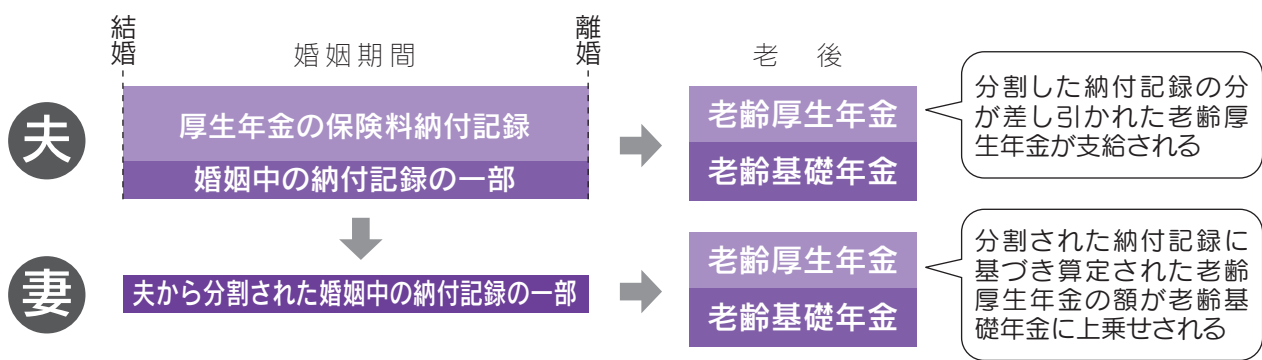 結婚
離婚
婚姻期間
老後
夫
厚生年金の保険料納付記録
婚姻中の納付記録の一部
老齢厚生年金
老齢基礎年金
分割した納付記録の分
が差し引かれた老齢厚
生年金が支給される
妻
夫から分割された婚姻中の納付記録の一部
老齢厚生年金
老齢基礎年金
分割された納付記録に
基づき算定された老齢
厚生年金の額が老齢基
礎年金に上乗せされる